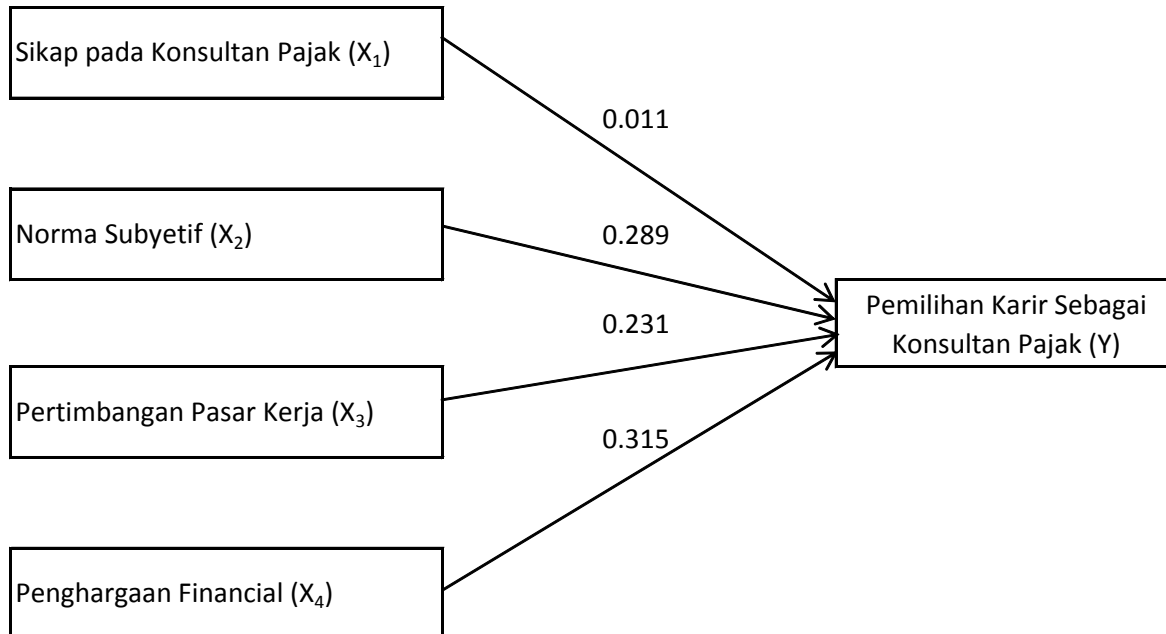 Sikap pada Konsultan Pajak (X₁)
0.011
Norma Subyetif (X₂)
0.289
0.231
Pemilihan Karir Sebagai
Konsultan Pajak (Y)
Pertimbangan Pasar Kerja (X₃)
0.315
Penghargaan Financial (X₄)